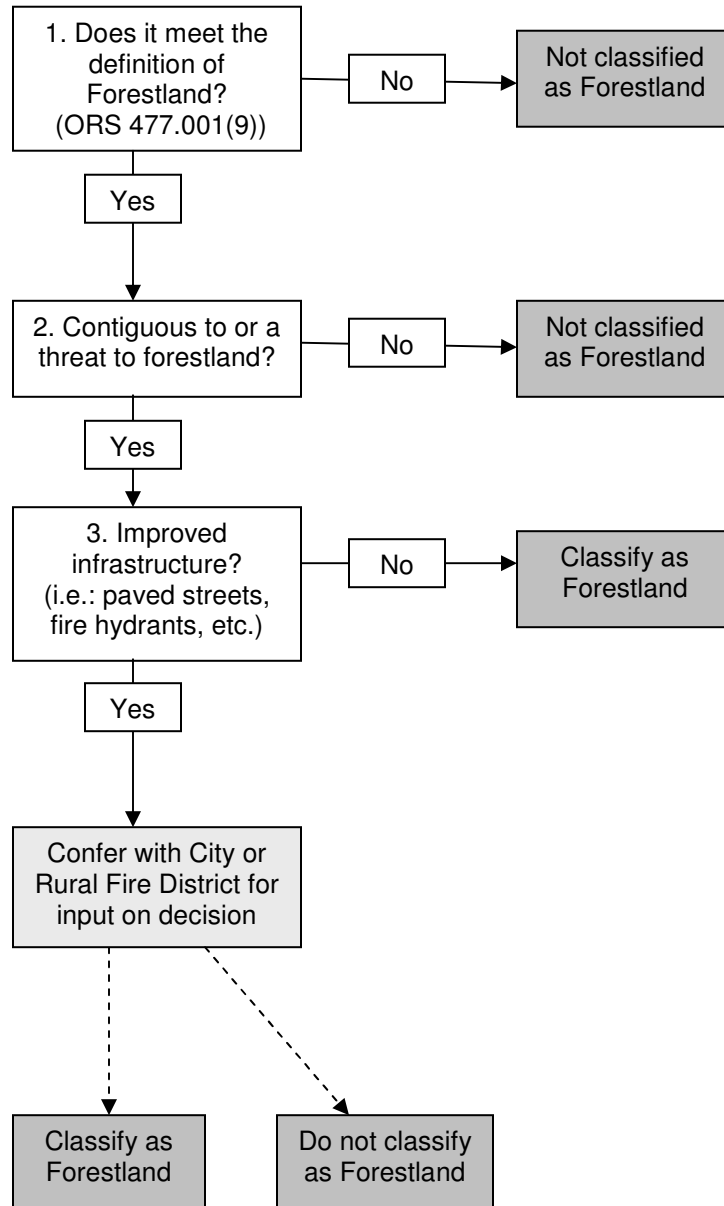 1. Does it meet the
definition of
Forestland?
(ORS 477.001(9))
No
Not classified
as Forestland
Yes
2. Contiguous to or a
threat to forestland?
No
Not classified
as Forestland
Yes
3. Improved
infrastructure?
(i.e.: paved streets,
fire hydrants, etc.)
No
Classify as
Forestland
Yes
Confer with City or
Rural Fire District for
input on decision
Classify as
Forestland
Do not classify
as Forestland